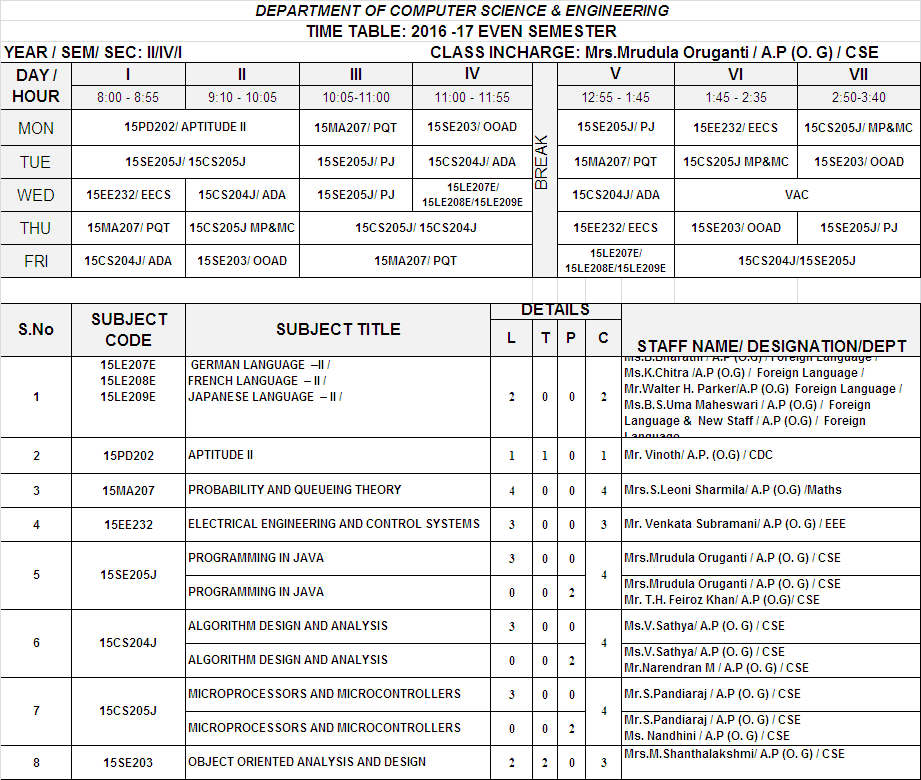 DEPARTMENT OF COMPUTER SCIENCE & ENGINEERING
TIME TABLE: 2016 -17 EVEN SEMESTER
YEAR / SEM/ SEC: II/IV/I CLASS INCHARGE: Mrs.Mrudula Oruganti / A.P (O. G) / CSE
DAY / HOUR I II III IV BREAK V VI VII
8:00 - 8:55 9:10 - 10:05 10:05-11:00 11:00 - 11:55 12:55 - 1:45 1:45 - 2:35 2:50-3:40
MON 15PD202/ APTITUDE II 15MA207/ PQT 15SE203/ OOAD 15SE205J/ PJ 15EE232/ EECS 15CS205J/ MP&MC
TUE 15SE205J/ 15CS205J 15SE205J/ PJ 15CS204J/ ADA 15MA207/ PQT 15CS205J MP&MC 15SE203/ OOAD
WED 15EE232/ EECS 15CS204J/ ADA 15SE205J/ PJ 15LE207E/ 15LE208E/15LE209E 15CS204J/ ADA VAC
THU 15MA207/ PQT 15CS205J MP&MC 15CS205J/ 15CS204J 15EE232/ EECS 15SE203/ OOAD 15SE205J/ PJ
FRI 15CS204J/ ADA 15SE203/ OOAD 15MA207/ PQT 15LE207E/ 15LE208E/15LE209E 15CS204J/15SE205J
S.No SUBJECT CODE SUBJECT TITLE DETAILS STAFF NAME/ DESIGNATION/DEPT
L T P C
1 15LE207E GERMAN LANGUAGE –II / 2 0 0 2 Ms.B.Bharathi / A.P (O.G) / Foreign Language /
15LE208E FRENCH LANGUAGE – II / Ms.K.Chitra /A.P (O.G) / Foreign Language /
15LE209E JAPANESE LANGUAGE – II / Mr.Walter H. Parker/A.P (O.G) Foreign Language /
Ms.B.S.Uma Maheswari / A.P (O.G) / Foreign
Language & New Staff / A.P (O.G) / Foreign
Language
2 15PD202 APTITUDE II 1 1 0 1 Mr. Vinoth/ A.P. (O.G) / CDC
3 15MA207 PROBABILITY AND QUEUEING THEORY 4 0 0 4 Mrs.S.Leoni Sharmila/ A.P (O.G) /Maths
4 15EE232 ELECTRICAL ENGINEERING AND CONTROL SYSTEMS 3 0 0 3 Mr. Venkata Subramani/ A.P (O. G) / EEE
5 15SE205J PROGRAMMING IN JAVA 3 0 0 4 Mrs.Mrudula Oruganti / A.P (O. G) / CSE
PROGRAMMING IN JAVA 0 0 2 Mrs.Mrudula Oruganti / A.P (O. G) / CSE
Mr. T.H. Feiroz Khan/ A.P (O.G)/ CSE
6 15CS204J ALGORITHM DESIGN AND ANALYSIS 3 0 0 4 Ms.V.Sathya/ A.P (O. G) / CSE
ALGORITHM DESIGN AND ANALYSIS 0 0 2 Ms.V.Sathya/ A.P (O. G) / CSE
Mr.Narendran M / A.P (O. G) / CSE
7 15CS205J MICROPROCESSORS AND MICROCONTROLLERS 3 0 0 4 Mr.S.Pandiaraj / A.P (O. G) / CSE
MICROPROCESSORS AND MICROCONTROLLERS 0 0 2 Mr.S.Pandiaraj / A.P (O. G) / CSE
Ms. Nandhini / A.P (O. G) / CSE
8 15SE203 OBJECT ORIENTED ANALYSIS AND DESIGN 2 2 0 3 Mrs.M.Shanthalakshmi/ A.P (O. G) / CSE